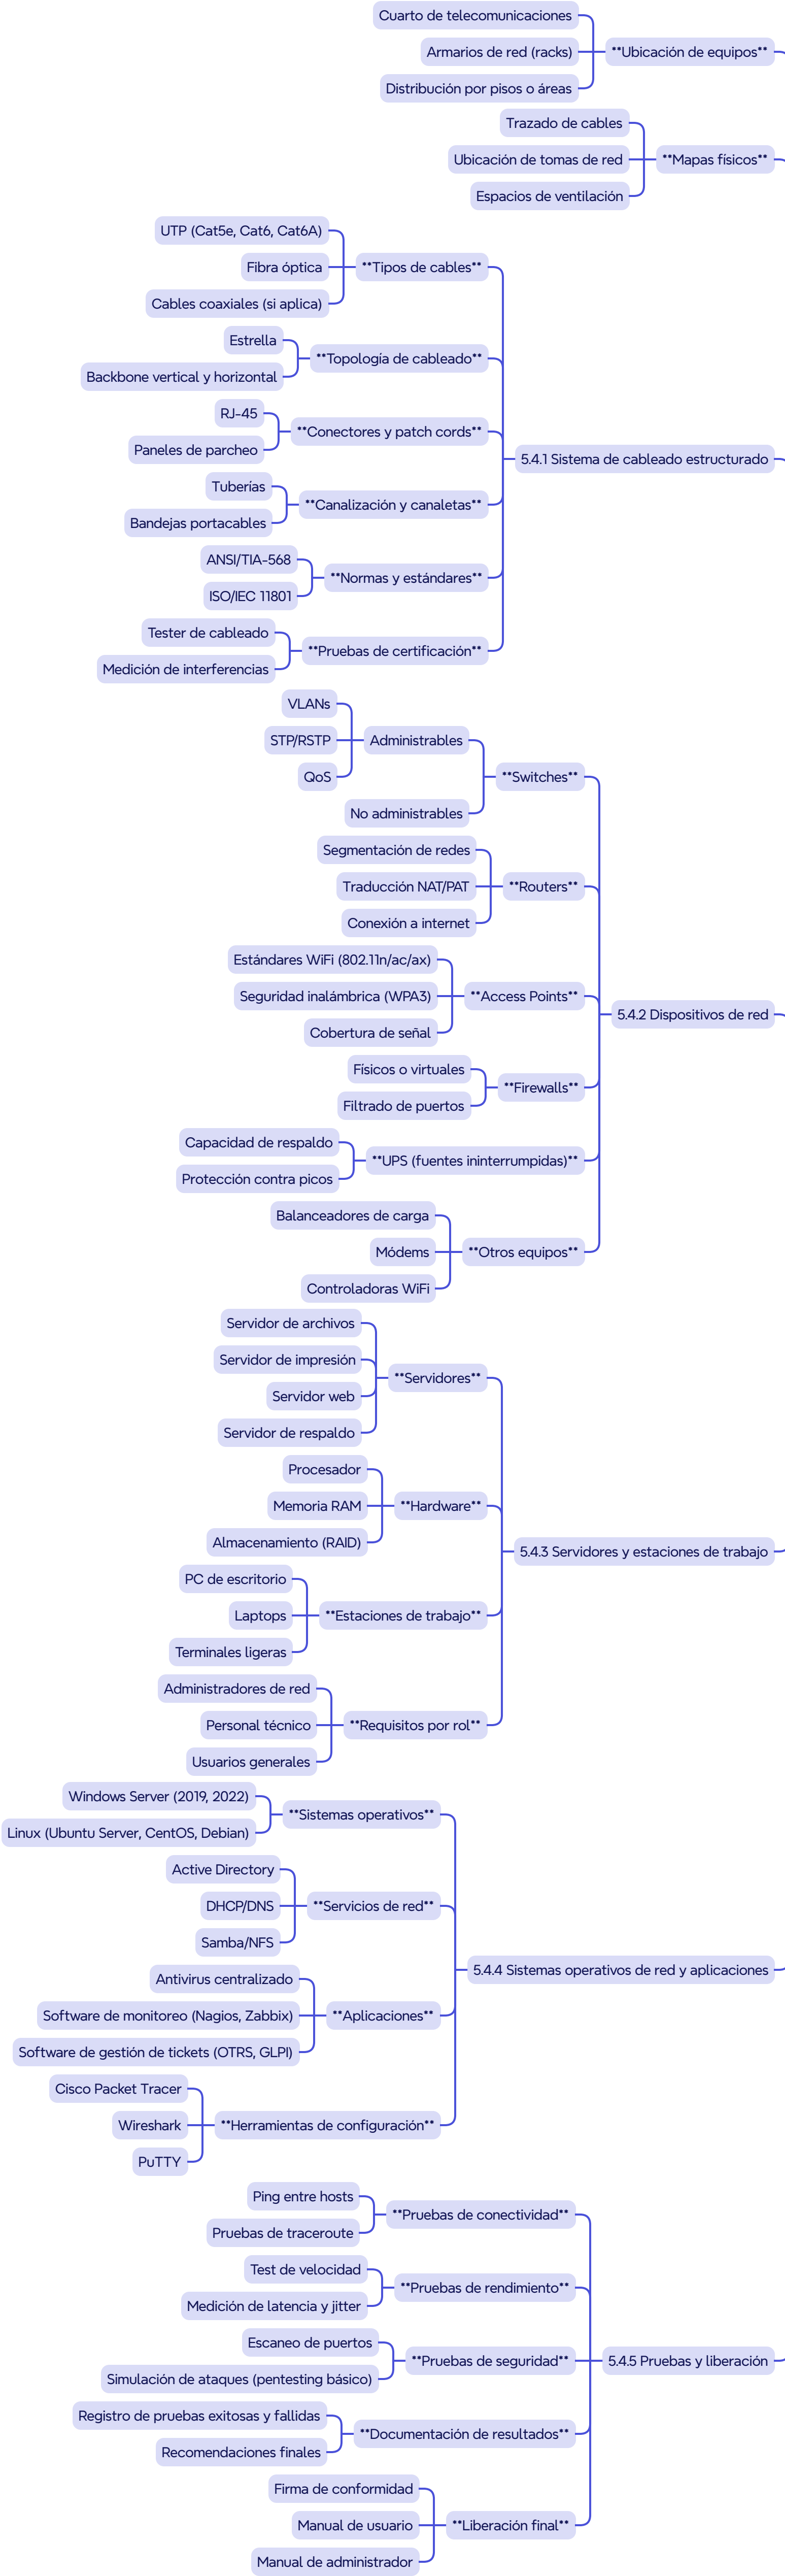 Cuarto de telecomunicaciones
Armarios de red (racks)
**Ubicación de equipos**
Distribución por pisos o áreas
Trazado de cables
Ubicación de tomas de red
**Mapas físicos**
Espacios de ventilación
UTP (Cat5e, Cat6, Cat6A)
Fibra óptica
**Tipos de cables**
Cables coaxiales (si aplica)
Estrella
**Topología de cableado**
Backbone vertical y horizontal
RJ-45
**Conectores y patch cords**
Paneles de parcheo
5.4.1 Sistema de cableado estructurado
Tuberías
**Canalización y canaletas**
Bandejas portacables
ANSI/TIA-568
**Normas y estándares**
ISO/IEC 11801
Tester de cableado
**Pruebas de certificación**
Medición de interferencias
VLANs
STP/RSTP
Administrables
QoS
**Switches**
No administrables
Segmentación de redes
Traducción NAT/PAT
**Routers**
Conexión a internet
Estándares WiFi (802.11n/ac/ax)
Seguridad inalámbrica (WPA3)
**Access Points**
5.4.2 Dispositivos de red
Cobertura de señal
Físicos o virtuales
**Firewalls**
Filtrado de puertos
Capacidad de respaldo
**UPS (fuentes ininterrumpidas)**
Protección contra picos
Balanceadores de carga
Módems
**Otros equipos**
Controladoras WiFi
Servidor de archivos
Servidor de impresión
**Servidores**
Servidor web
Servidor de respaldo
Procesador
Memoria RAM
**Hardware**
Almacenamiento (RAID)
5.4.3 Servidores y estaciones de trabajo
PC de escritorio
Laptops
**Estaciones de trabajo**
Terminales ligeras
Administradores de red
Personal técnico
**Requisitos por rol**
Usuarios generales
Windows Server (2019, 2022)
**Sistemas operativos**
Linux (Ubuntu Server, CentOS, Debian)
Active Directory
DHCP/DNS
**Servicios de red**
Samba/NFS
5.4.4 Sistemas operativos de red y aplicaciones
Antivirus centralizado
Software de monitoreo (Nagios, Zabbix)
**Aplicaciones**
Software de gestión de tickets (OTRS, GLPI)
Cisco Packet Tracer
Wireshark
**Herramientas de configuración**
PuTTY
Ping entre hosts
**Pruebas de conectividad**
Pruebas de traceroute
Test de velocidad
**Pruebas de rendimiento**
Medición de latencia y jitter
Escaneo de puertos
**Pruebas de seguridad**
5.4.5 Pruebas y liberación
Simulación de ataques (pentesting básico)
Registro de pruebas exitosas y fallidas
**Documentación de resultados**
Recomendaciones finales
Firma de conformidad
Manual de usuario
**Liberación final**
Manual de administrador